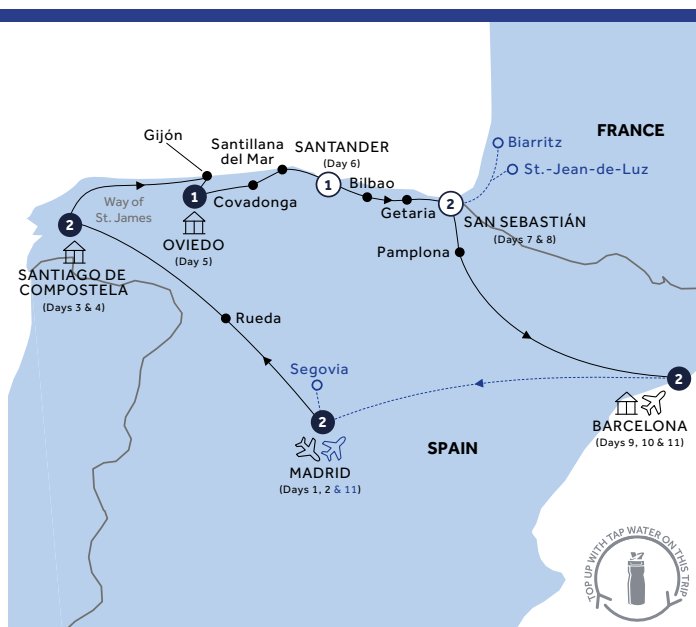 Gijón
Santillana
del Mar
SANTANDER
(Day 6)
1
Bilbao
Getaria
Biarritz
St.-Jean-de-Luz
FRANCE
2
SAN SEBASTIÁN
(Days 7 & 8)
Pamplona
Way of
St. James
1
Covadonga
OVIEDO
(Day 5)
2
SANTIAGO DE
COMPOSTELA
(Days 3 & 4)
Rueda
Segovia
2
MADRID
(Days 1, 2 & 11)
SPAIN
2
BARCELONA
(Days 9, 10 & 11)
TOP UP WITH TAP WATER ON THIS TRIP